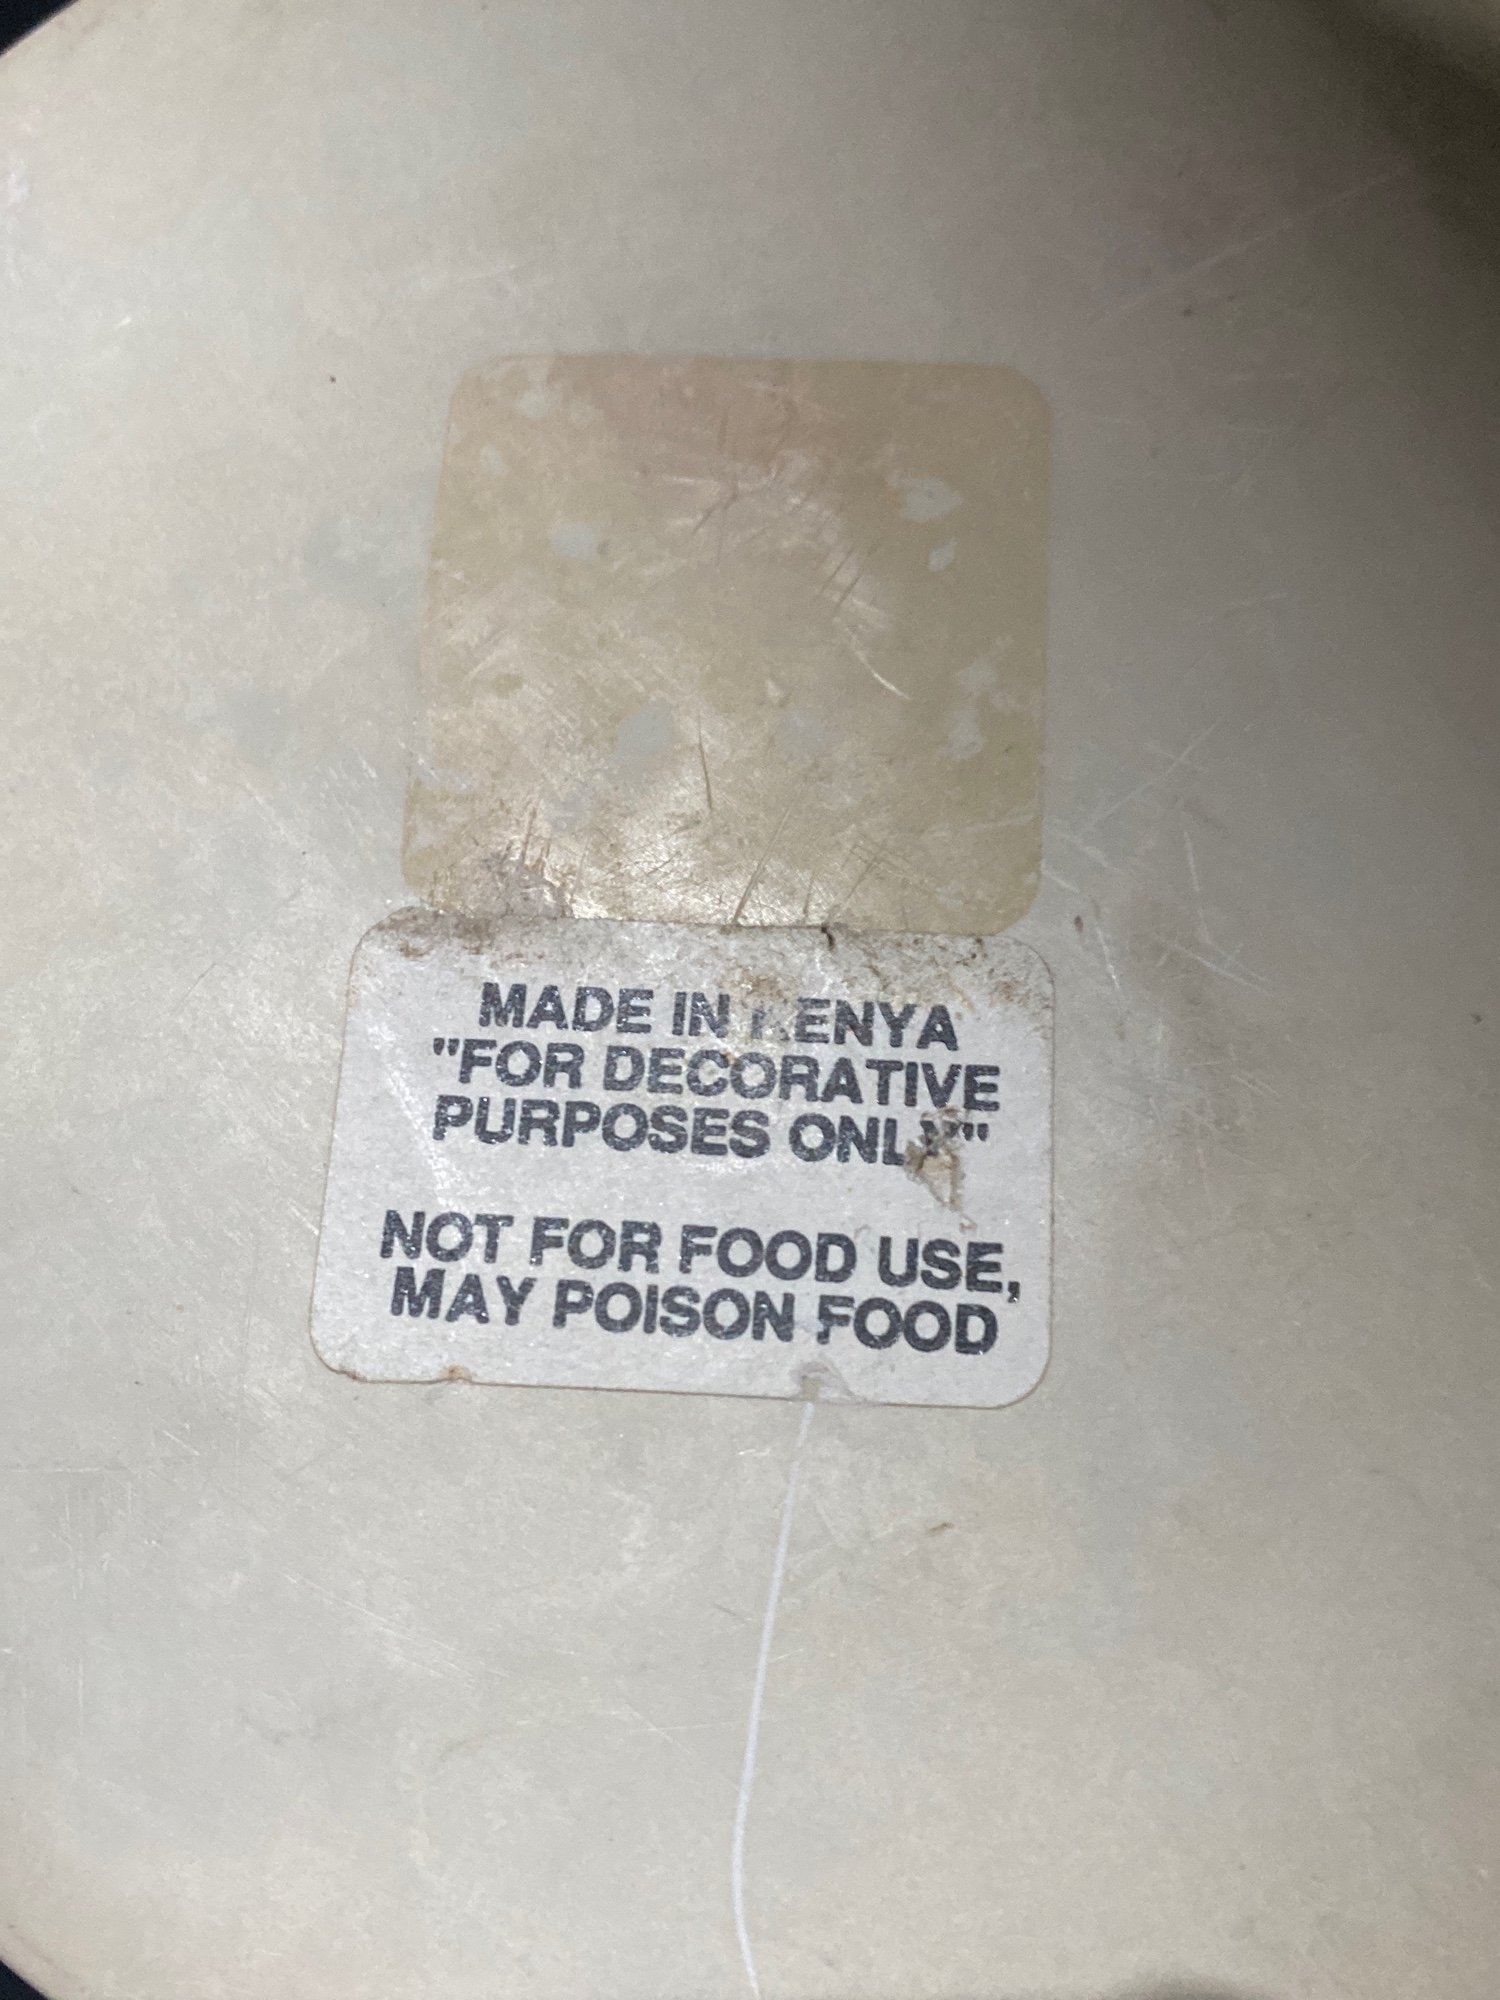 MADE IN KENYA
"FOR DECORATIVE
PURPOSES ONLY"
NOT FOR FOOD USE,
MAY POISON FOOD